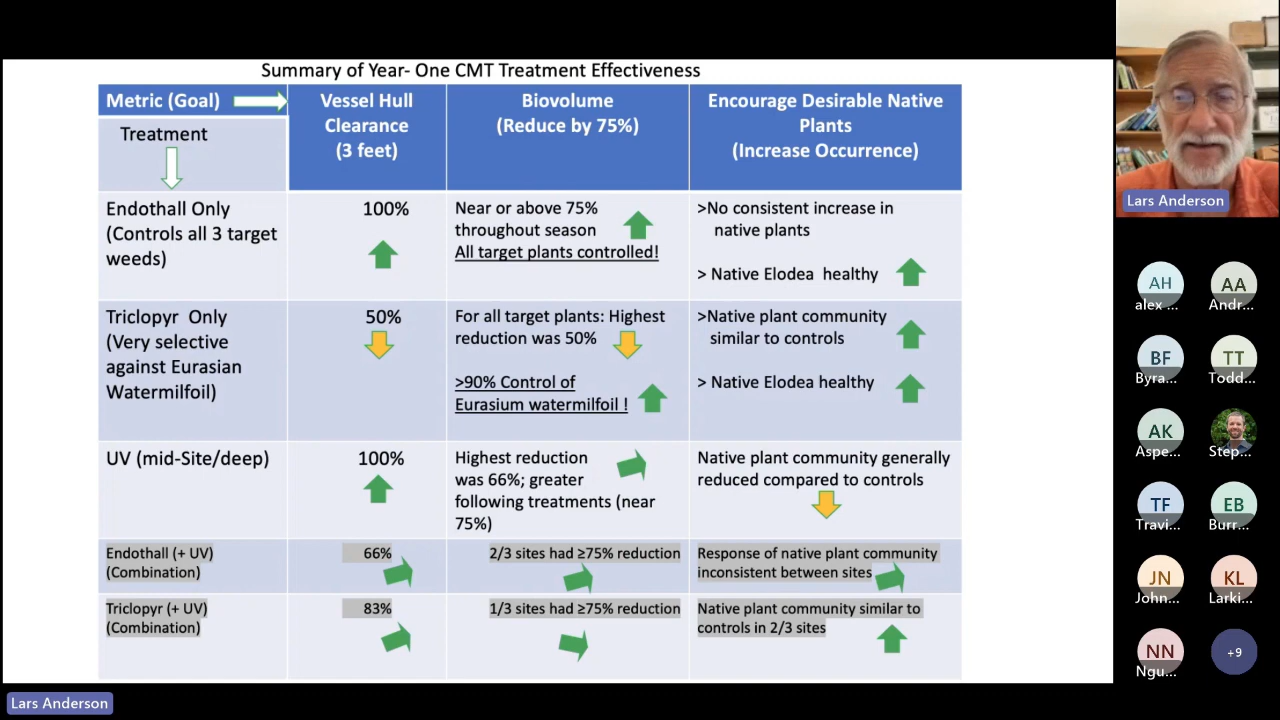 Summary of Year- One CMT Treatment Effectiveness
Metric (Goal)
Treatment
Vessel Hull
Clearance
(3 feet)
Biovolume
(Reduce by 75%)
Encourage Desirable Native
Plants
(Increase Occurrence)
Endothall Only
(Controls all 3 target
weeds)
100%
Near or above 75%
throughout season
All target plants controlled!
>No consistent increase in
native plants
> Native Elodea healthy
Triclopyr Only
(Very selective
against Eurasian
Watermilfoil)
50%
For all target plants: Highest
reduction was 50%
>90% Control of
Eurasium watermilfoil !
>Native plant community
similar to controls
> Native Elodea healthy
UV (mid-Site/deep)
100%
Highest reduction
was 66%; greater
following treatments (near
75%)
Native plant community generally
reduced compared to controls
Endothall (+ UV)
(Combination)
66%
2/3 sites had ≥75% reduction
Response of native plant community
inconsistent between sites
Triclopyr (+ UV)
(Combination)
83%
1/3 sites had ≥75% reduction
Native plant community similar to
controls in 2/3 sites
Lars Anderson
AH
alex ...
AA
Andr...
BF
Byra...
TT
Todd...
AK
Aspe...
Step...
TF
Travi...
EB
Burr...
JN
John...
KL
Larki...
NN
Ngu...
+9
Lars Anderson